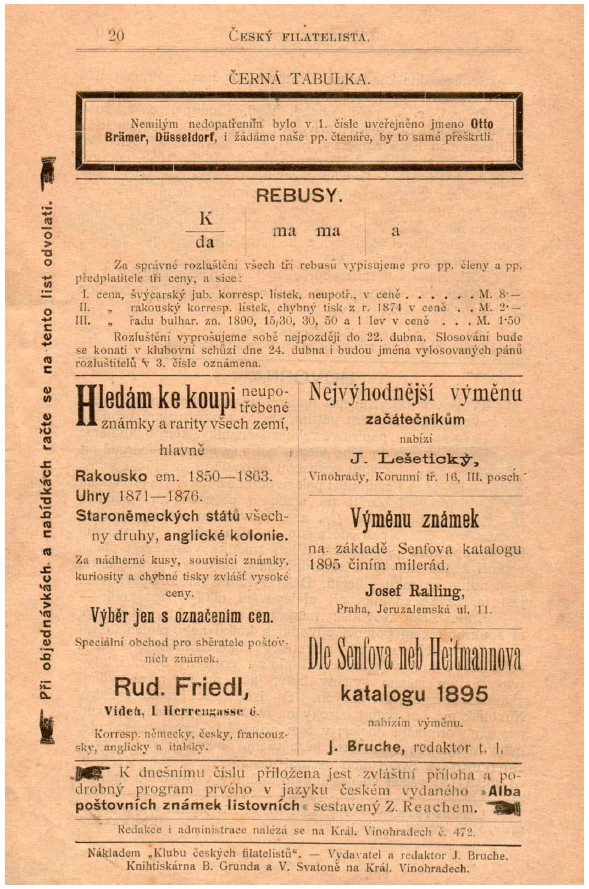 20
ČESKÝ FILATELISTA.
ČERNÁ TABULKA.
Nemilým nedopatřením bylo v 1. čísle uveřejněno jmeno Otto
Brämer, Düsseldorf, i žádáme naše pp. čtenáře, by to samé přeškrtli.
REBUSY.
K
da
ma ma
a
Za správné rozluštění všech tří rebusů vypisujeme pro pp. členy a pp.
předplatitele tři ceny, a sice:
I. cena, švýcarský jub. korresp. lístek, neupotř., v ceně . . . . . . M. 8·—
II. „ rakouský korresp. lístek, chybný tisk z r. 1874 v ceně . . M. 2·—
III. „ řadu bulhar. zn. 1890, 15/30, 30, 50 a 1 lev v ceně . . . M. 1·50
Rozluštění vyprošujeme sobě nejpozději do 22. dubna. Slosování bude
se konati v klubovní schůzi dne 24. dubna i budou jména vylosovaných pánů
rozluštitelů v 3. čísle oznámena.
Hledám ke koupi neupo-
třebené
známky a rarity všech zemí,
hlavně
Rakousko em. 1850—1863.
Uhry 1871—1876.
Staroněmeckých států všech-
ny druhy, anglické kolonie.
Za nádherné kusy, souvisící známky,
kuriosity a chybné tisky zvlášť vysoké
ceny.
Výběr jen s označením cen.
Speciální obchod pro sběratele poštov-
ních známek.
Rud. Friedl,
Vídeň, I Herrengasse 6.
Korresp. německy, česky, francouz-
sky, anglicky a italsky.
Nejvýhodnější výměnu
začátečníkům
nabízí
J. Lešetický,
Vinohrady, Korunní tř. 16, III. posch.
Výměnu známek
na základě Senfova katalogu
1895 činím milerád.
Josef Ralling,
Praha, Jeruzalemská ul. 11.
Dle Senfova neb Hejtmannova
katalogu 1895
nabízím výměnu.
J. Bruche, redaktor t. l.
K dnešnímu číslu přiložena jest zvláštní příloha a po-
drobný program prvého v jazyku českém vydaného »Alba
poštovních známek listovních« sestavený Z. Reachem.
Redakce i administrace nalézá se na Král. Vinohradech č. 472.
Nákladem „Klubu českých filatelistů“. — Vydavatel a redaktor J. Bruche.
Knihtiskárna B. Grunda a V. Svatoně na Král. Vinohradech.
Při objednávkách a nabídkách račte se na tento list odvolati.